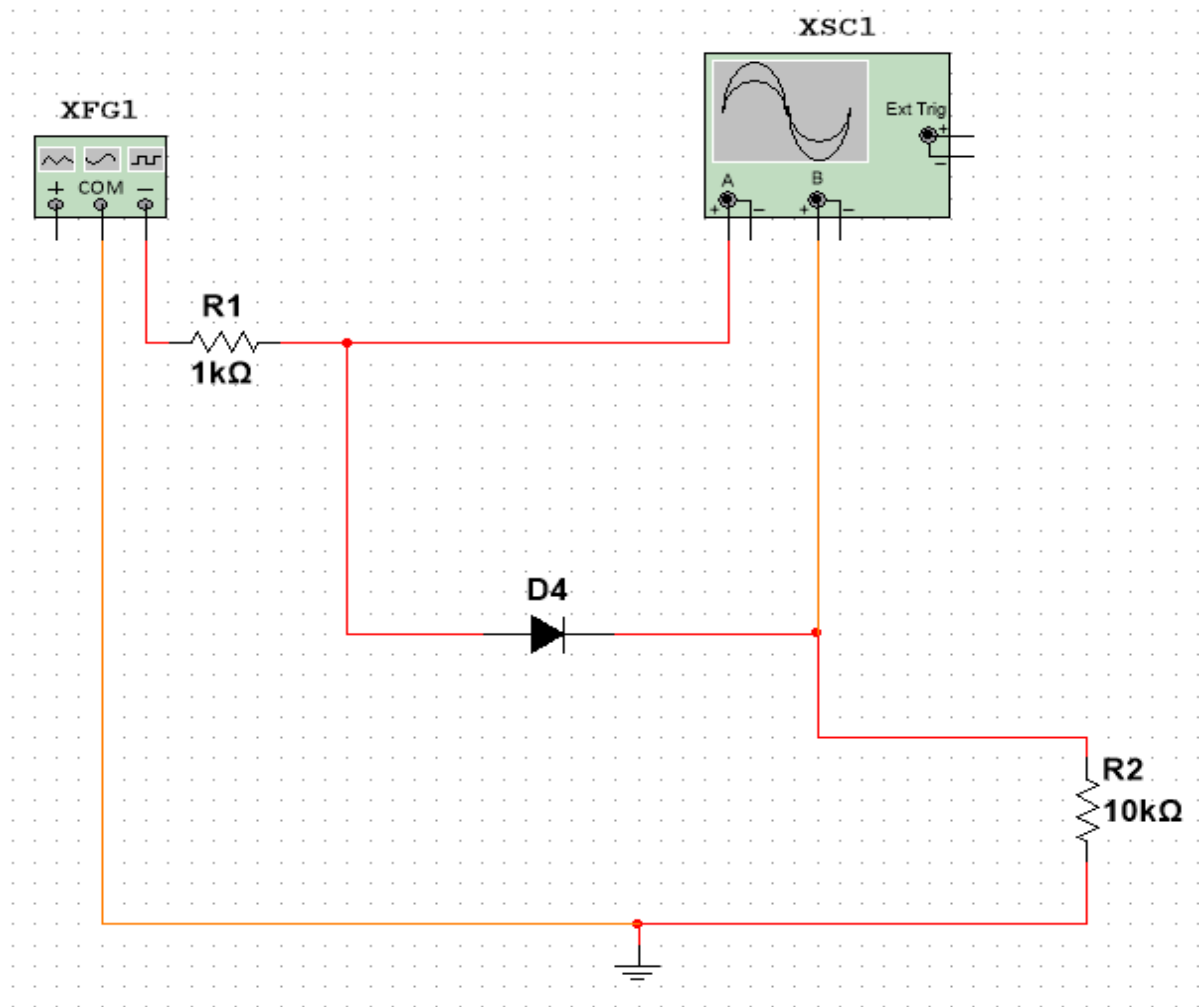 XSC1
XFG1
Ext Trig
+
−
+ COM −
A
B
+ −
+ −
R1
1kΩ
D4
R2
10kΩ